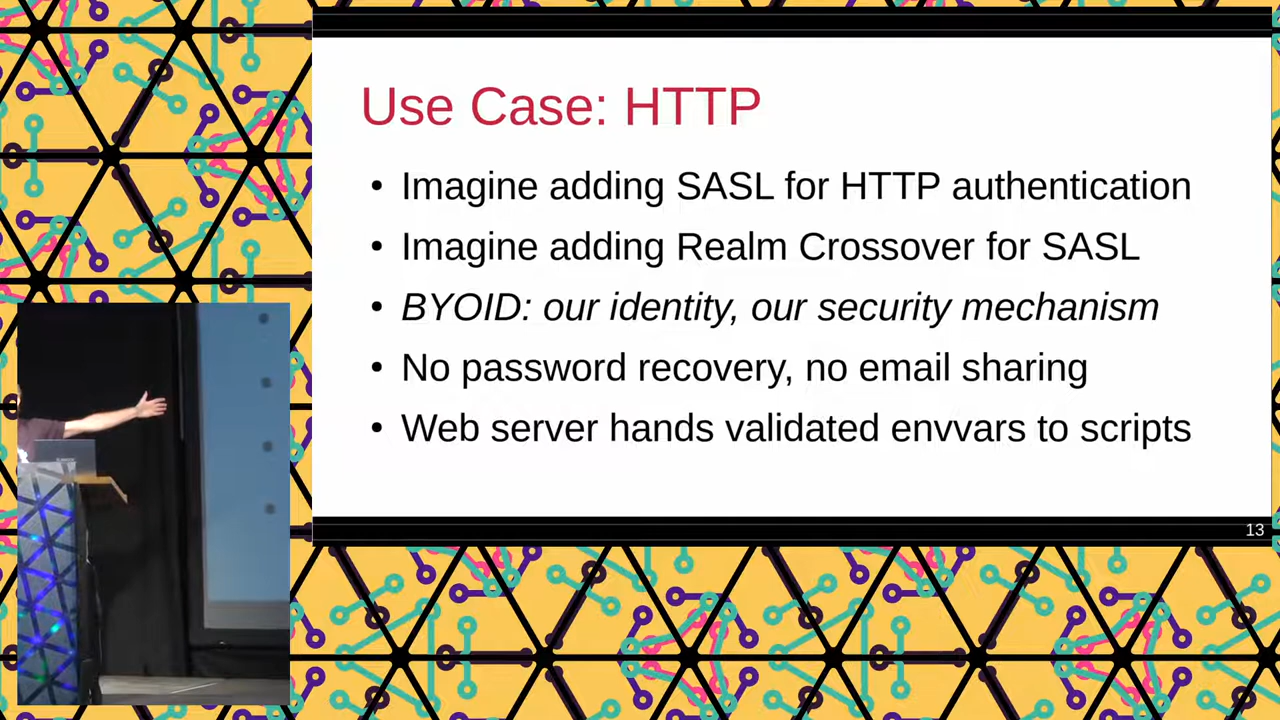 Use Case: HTTP
• Imagine adding SASL for HTTP authentication
• Imagine adding Realm Crossover for SASL
• BYOID: our identity, our security mechanism
• No password recovery, no email sharing
• Web server hands validated envvars to scripts
13